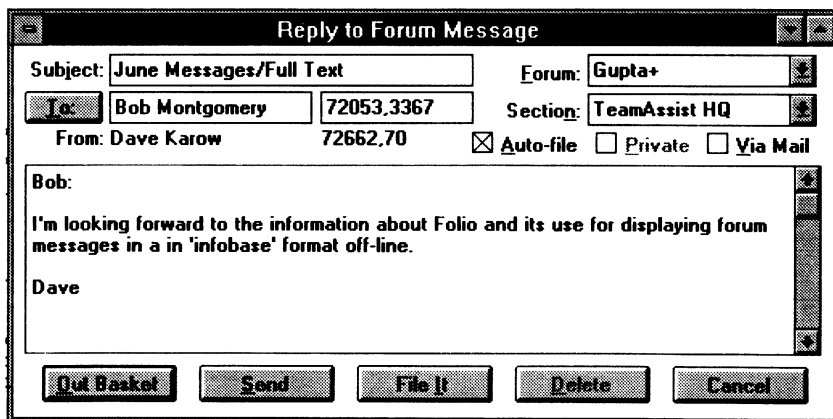 Reply to Forum Message
Subject: June Messages/Full Text
Forum: Gupta+
To: Bob Montgomery 72053,3367
Section: TeamAssist HQ
From: Dave Karow 72662,70
Auto-file Private Via Mail
Bob:
I'm looking forward to the information about Folio and its use for displaying forum
messages in a in 'infobase' format off-line.
Dave
Out Basket Send File It Delete Cancel